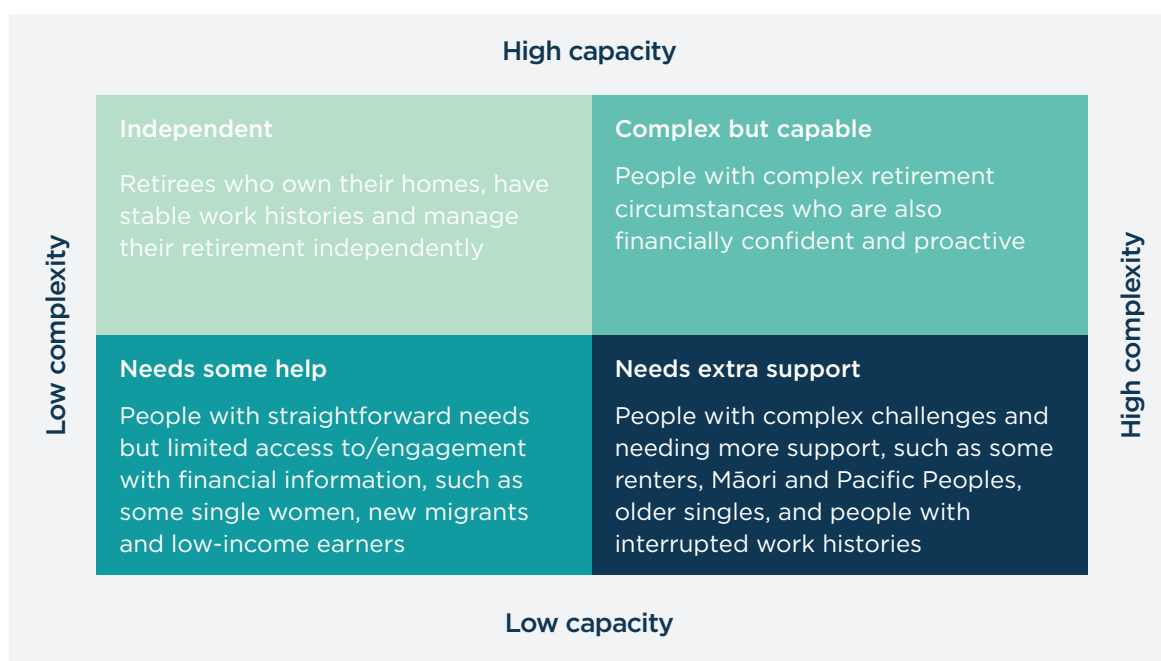 High capacity
Low complexity
Independent
Retirees who own their homes, have
stable work histories and manage
their retirement independently
Complex but capable
People with complex retirement
circumstances who are also
financially confident and proactive
High complexity
Needs some help
People with straightforward needs
but limited access to/engagement
with financial information, such as
some single women, new migrants
and low-income earners
Needs extra support
People with complex challenges and
needing more support, such as some
renters, Māori and Pacific Peoples,
older singles, and people with
interrupted work histories
Low capacity